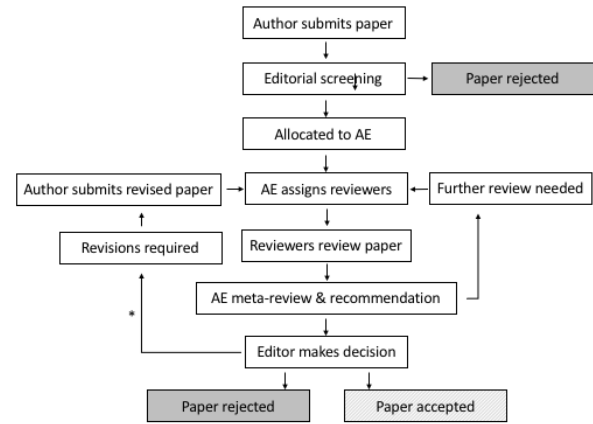 Author submits paper
Editorial screening
Paper rejected
Allocated to AE
Author submits revised paper
AE assigns reviewers
Further review needed
Revisions required
Reviewers review paper
AE meta-review & recommendation
*
Editor makes decision
Paper rejected
Paper accepted